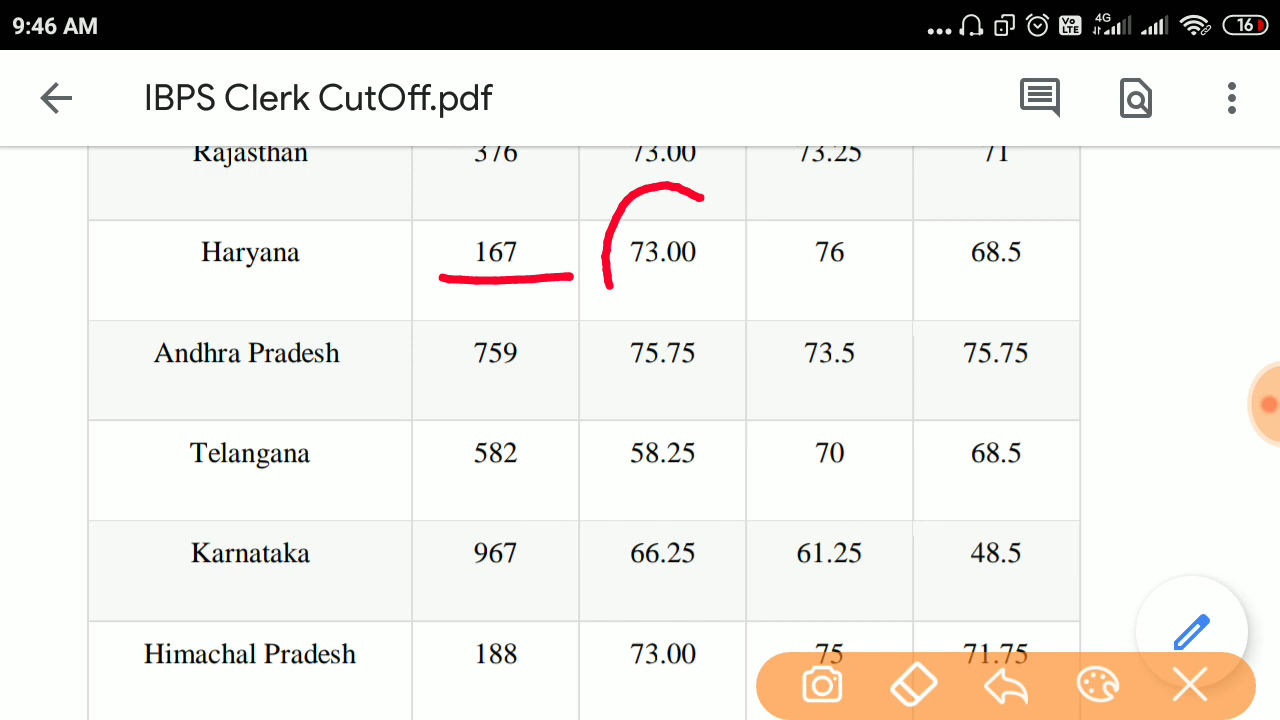 9:46 AM 4G Vo LTE 16
IBPS Clerk CutOff.pdf
Rajasthan 376 73.00 73.25 71
Haryana 167 73.00 76 68.5
Andhra Pradesh 759 75.75 73.5 75.75
Telangana 582 58.25 70 68.5
Karnataka 967 66.25 61.25 48.5
Himachal Pradesh 188 73.00 75 71.75